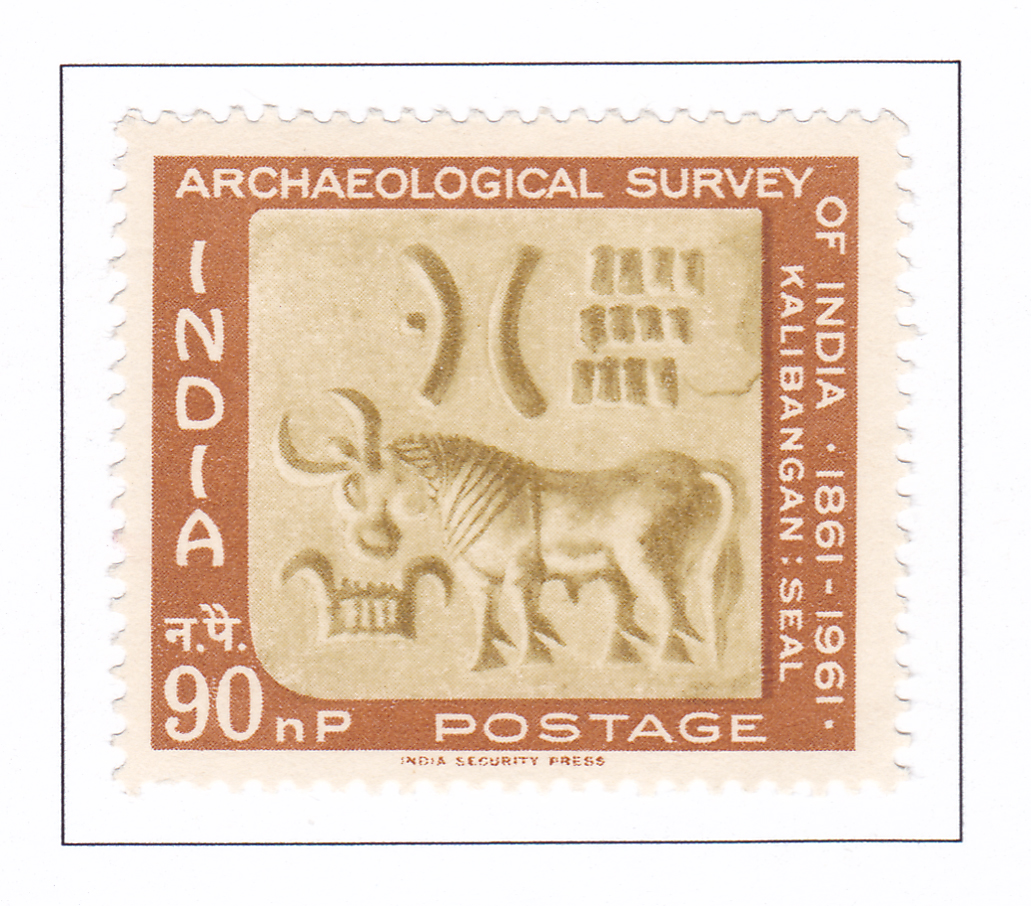 ARCHAEOLOGICAL SURVEY OF INDIA · 1861-1961 ·
KALIBANGAN : SEAL
INDIA
न.पै.
90 nP
POSTAGE
INDIA SECURITY PRESS